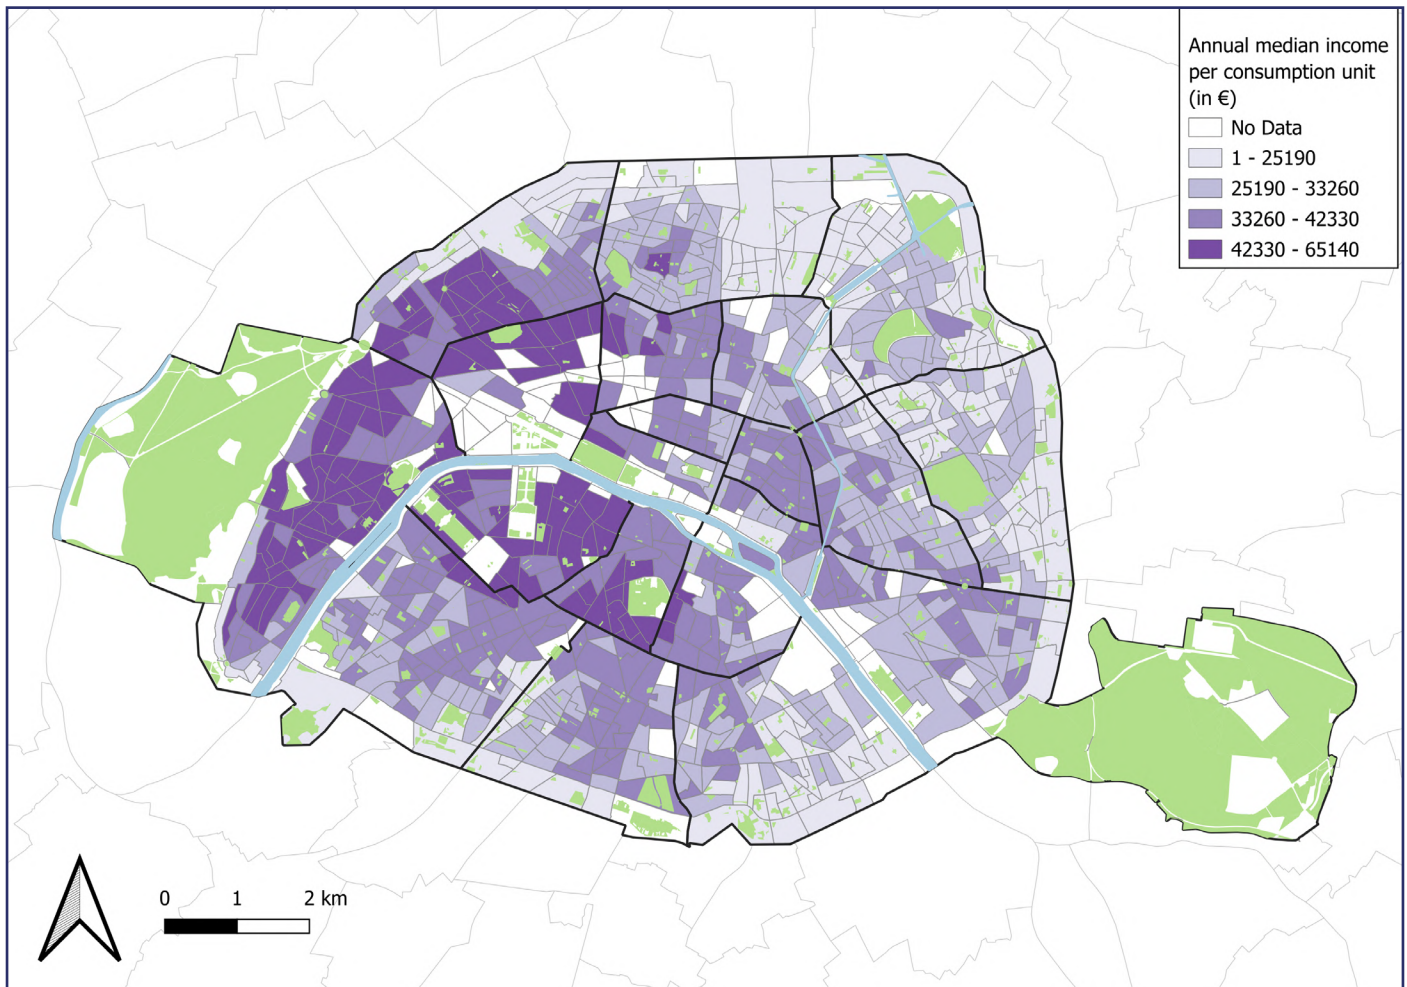 Annual median income
per consumption unit
(in €)
No Data
1 - 25190
25190 - 33260
33260 - 42330
42330 - 65140
0 1 2 km